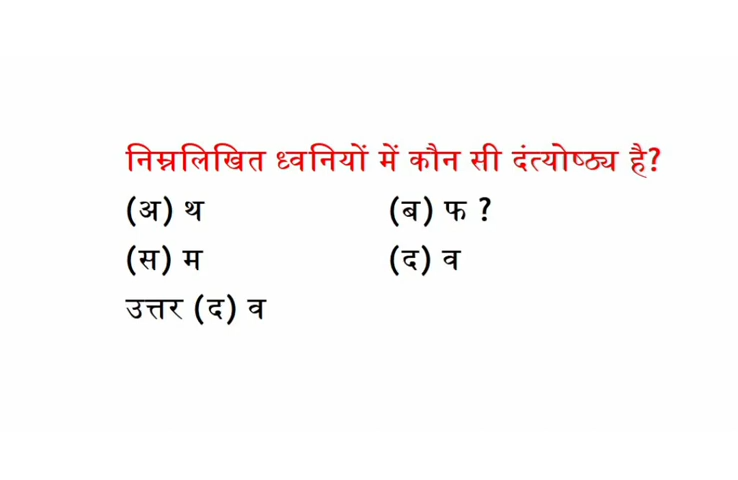 निम्नलिखित ध्वनियों में कौन सी दंत्योष्ठ्य है?
(अ) थ (ब) फ ?
(स) म (द) व
उत्तर (द) व